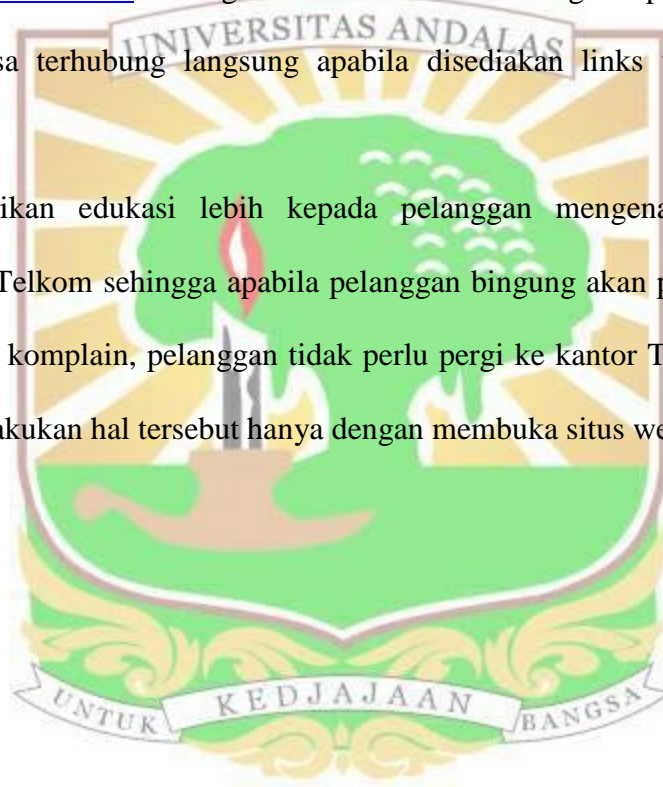 UNIVERSITAS ANDALAS
sa terhubung langsung apabila disediakan links
ikan edukasi lebih kepada pelanggan mengena
Telkom sehingga apabila pelanggan bingung akan p
komplain, pelanggan tidak perlu pergi ke kantor T
akukan hal tersebut hanya dengan membuka situs we
UNTUK KEDJAJAAN BANGSA